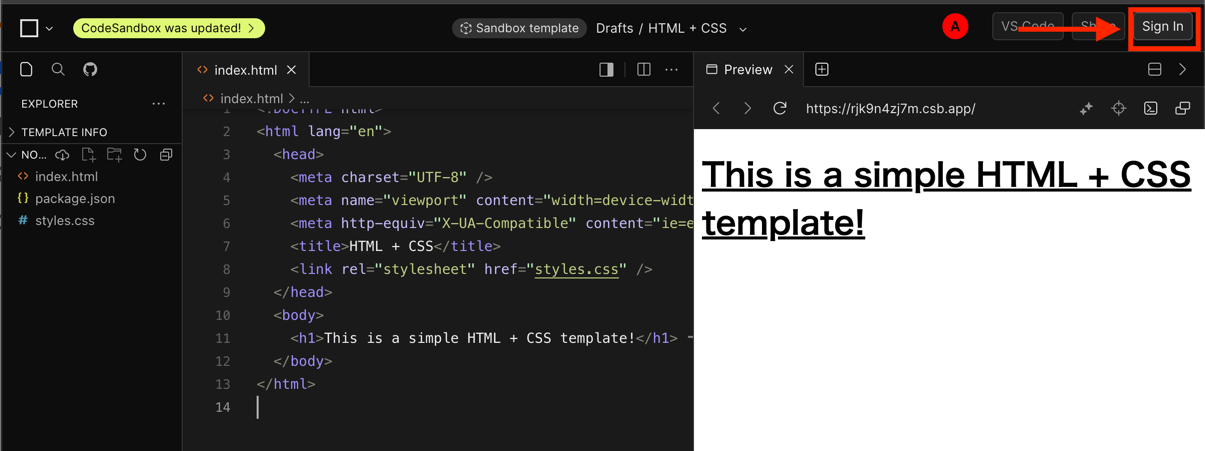 CodeSandbox was updated!
Sandbox template
Drafts / HTML + CSS
A
VS Code
Sign In
EXPLORER
TEMPLATE INFO
NO...
index.html
package.json
styles.css
index.html
index.html > ...
1 <!DOCTYPE html>
2 <html lang="en">
3 <head>
4 <meta charset="UTF-8" />
5 <meta name="viewport" content="width=device-widt
6 <meta http-equiv="X-UA-Compatible" content="ie=e
7 <title>HTML + CSS</title>
8 <link rel="stylesheet" href="styles.css" />
9 </head>
10 <body>
11 <h1>This is a simple HTML + CSS template!</h1>
12 </body>
13 </html>
14
Preview
https://rjk9n4zj7m.csb.app/
This is a simple HTML + CSS
template!